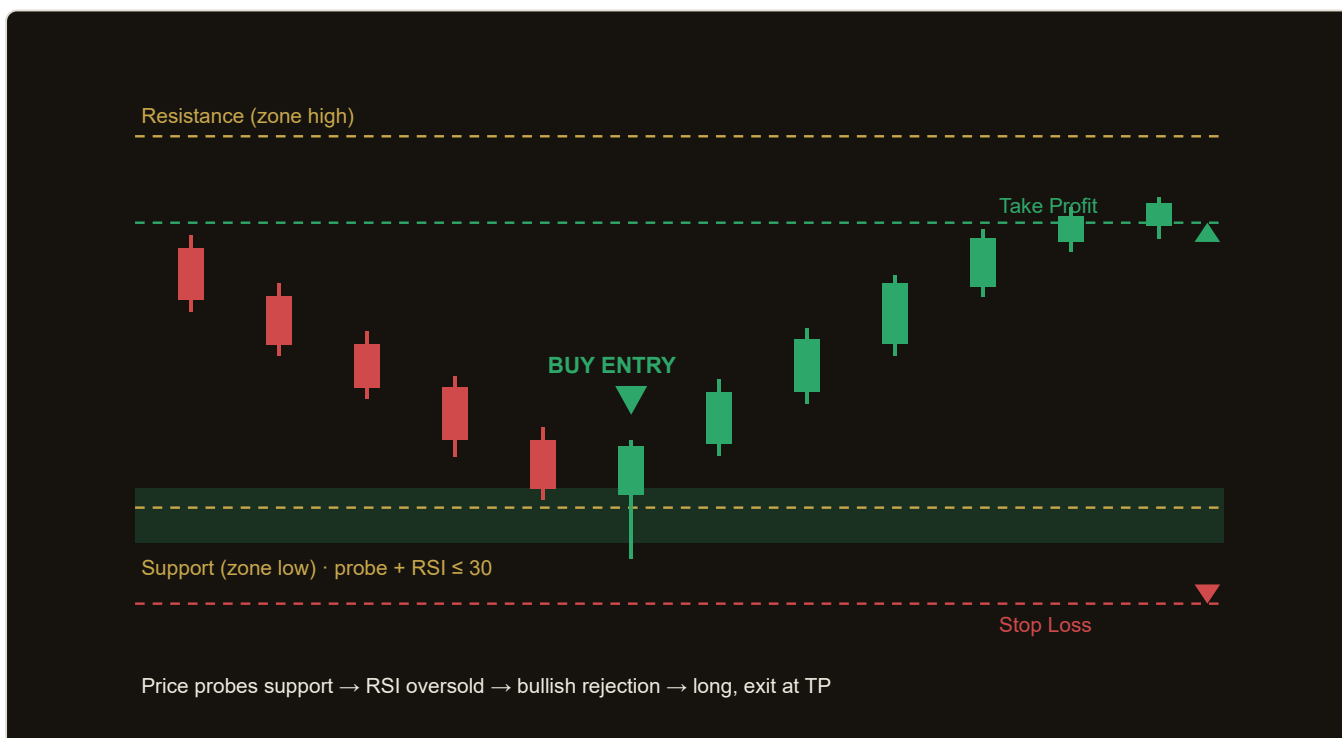 Resistance (zone high)
Take Profit
BUY ENTRY
Support (zone low) · probe + RSI ≤ 30
Stop Loss
Price probes support → RSI oversold → bullish rejection → long, exit at TP